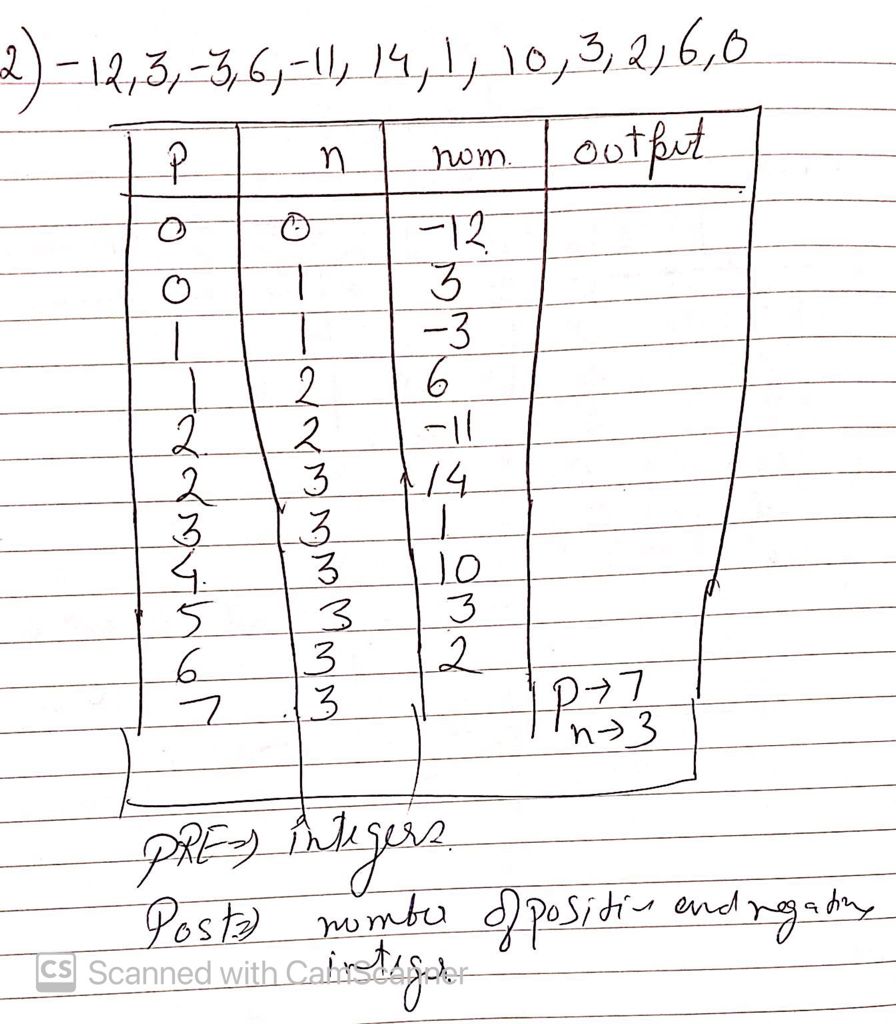 2) -12, 3, -3, 6, -11, 14, 1, 10, 3, 2, 6, 0
p n nom. output
0 0 -12
0 1 3
1 1 -3
1 2 6
2 2 -11
2 3 14
3 3 1
4 3 10
5 3 3
6 3 2
7 3 p→7
n→3
PRE⇒ integers.
Post⇒ nomber of positive and negative
integer
CS Scanned with CamScanner